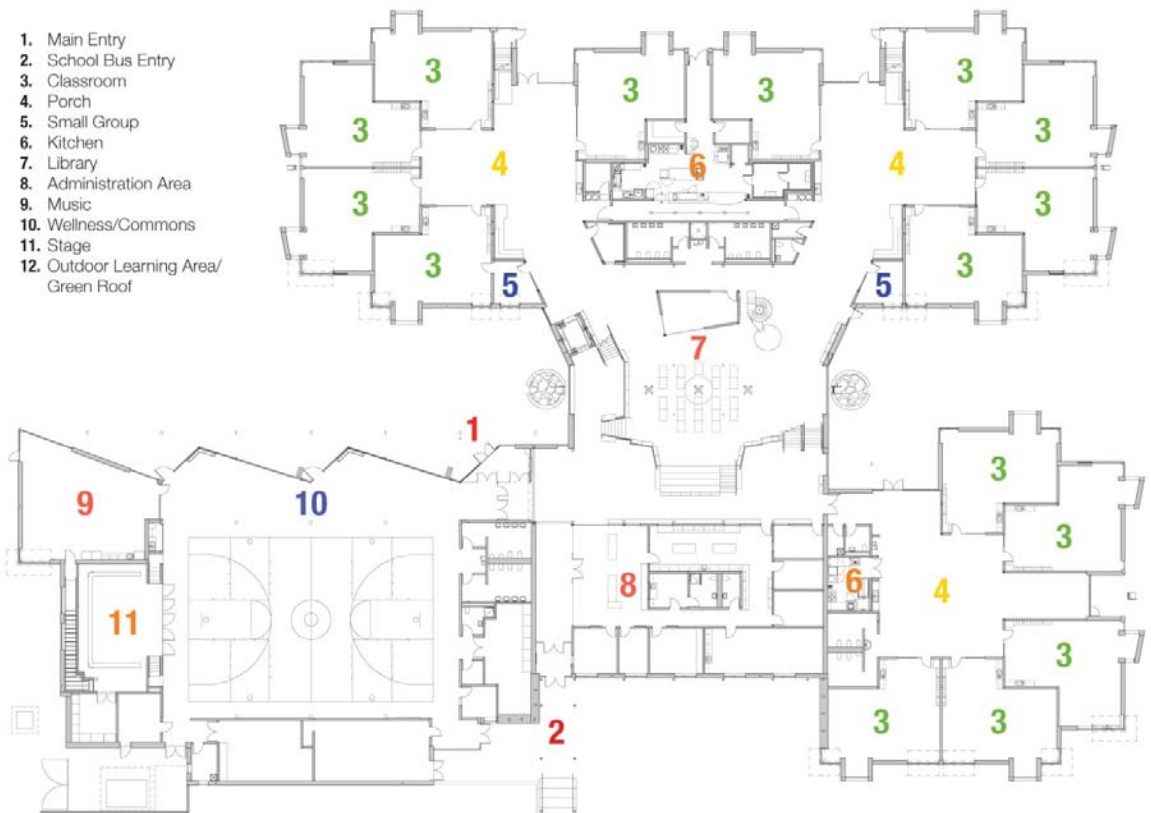 1. Main Entry
2. School Bus Entry
3. Classroom
4. Porch
5. Small Group
6. Kitchen
7. Library
8. Administration Area
9. Music
10. Wellness/Commons
11. Stage
12. Outdoor Learning Area/
Green Roof
3 3 3 3
3 3
4 6 4
3 3
3 3
5 5
7
1
3
9 10
3
8 6 4
11
3
3 3
2